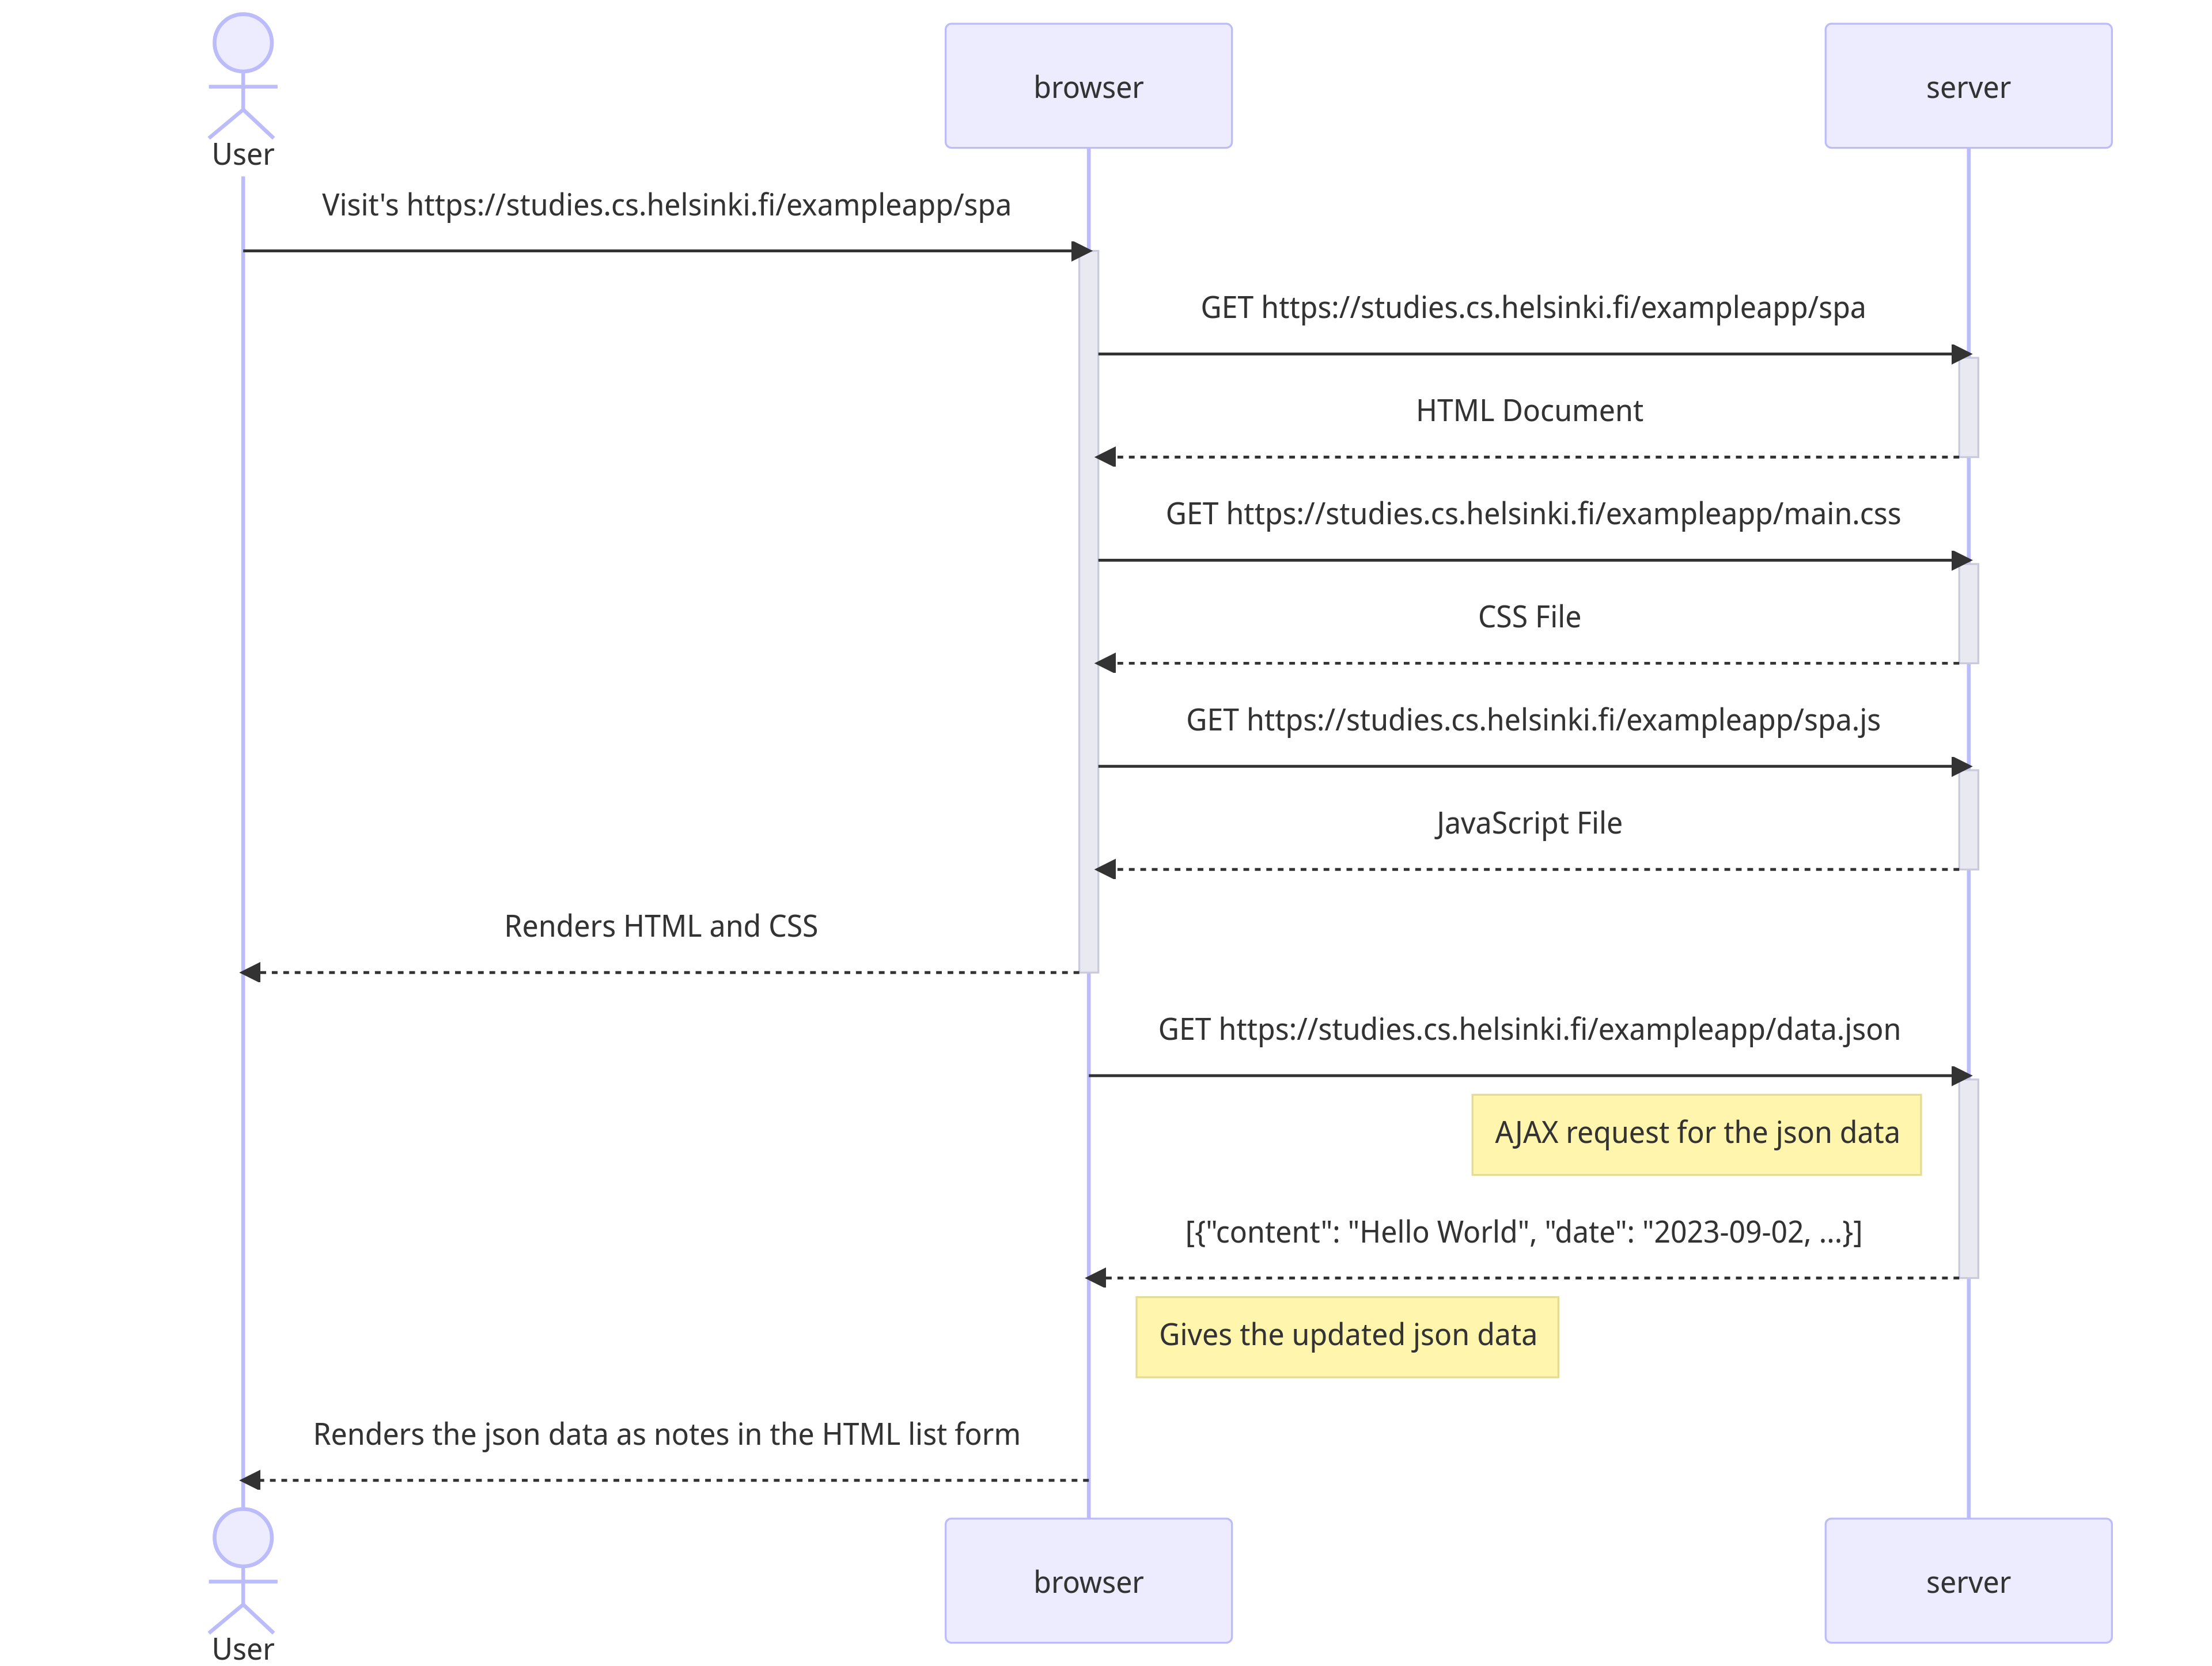 browser
server
User
Visit's https://studies.cs.helsinki.fi/exampleapp/spa
GET https://studies.cs.helsinki.fi/exampleapp/spa
HTML Document
GET https://studies.cs.helsinki.fi/exampleapp/main.css
CSS File
GET https://studies.cs.helsinki.fi/exampleapp/spa.js
JavaScript File
Renders HTML and CSS
GET https://studies.cs.helsinki.fi/exampleapp/data.json
AJAX request for the json data
[{"content": "Hello World", "date": "2023-09-02, ...}]
Gives the updated json data
Renders the json data as notes in the HTML list form
browser
server
User